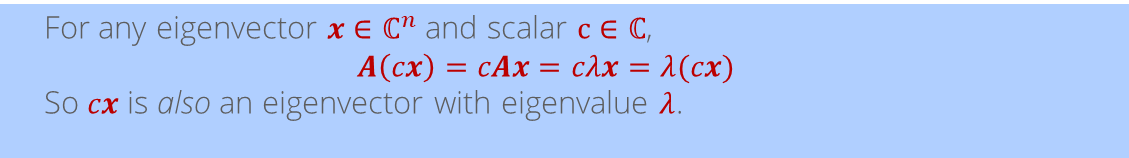 For any eigenvector 𝒙 ∈ ℂⁿ and scalar c ∈ ℂ,
𝑨(𝑐𝒙) = 𝑐𝑨𝒙 = 𝑐𝜆𝒙 = 𝜆(𝑐𝒙)
So 𝑐𝒙 is also an eigenvector with eigenvalue 𝜆.